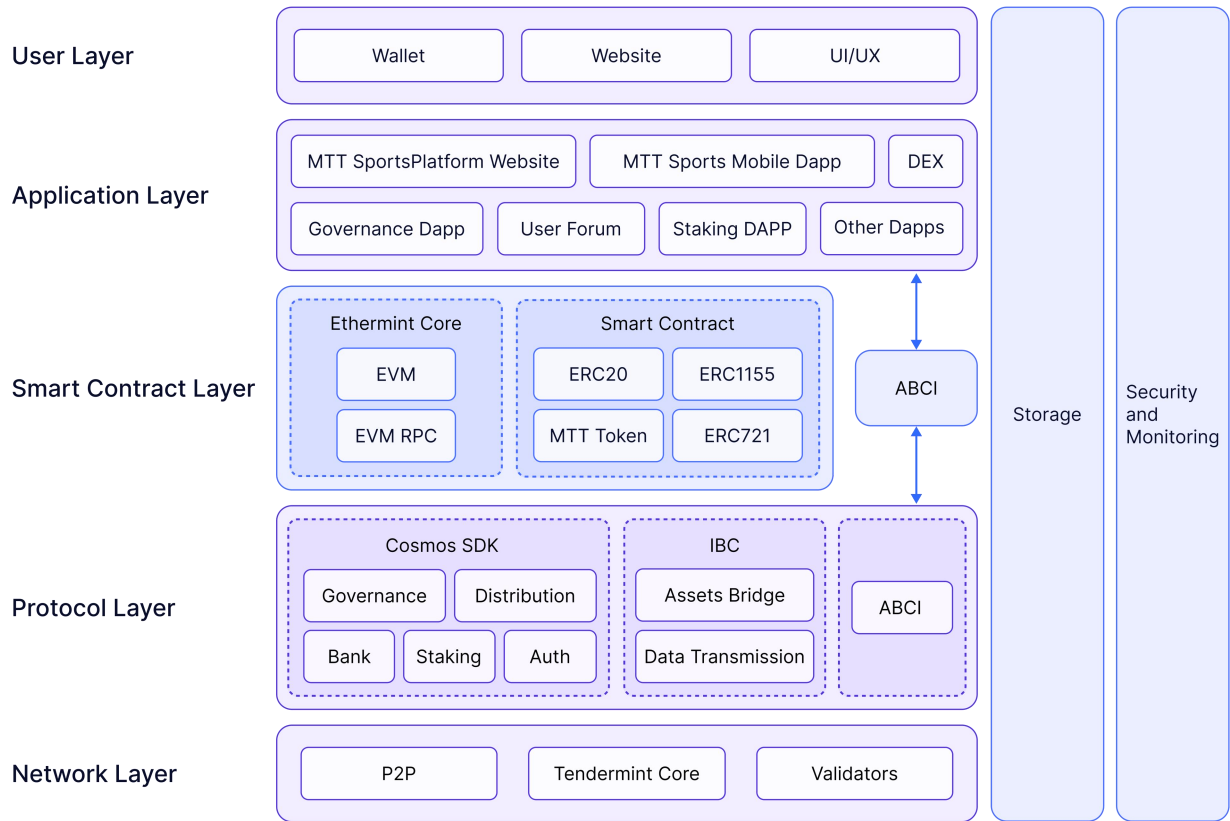 User Layer
Wallet
Website
UI/UX
Application Layer
MTT SportsPlatform Website
MTT Sports Mobile Dapp
DEX
Governance Dapp
User Forum
Staking DAPP
Other Dapps
Smart Contract Layer
Ethermint Core
EVM
EVM RPC
Smart Contract
ERC20
ERC1155
MTT Token
ERC721
ABCI
Protocol Layer
Cosmos SDK
Governance
Distribution
Bank
Staking
Auth
IBC
Assets Bridge
Data Transmission
ABCI
Network Layer
P2P
Tendermint Core
Validators
Storage
Security
and
Monitoring